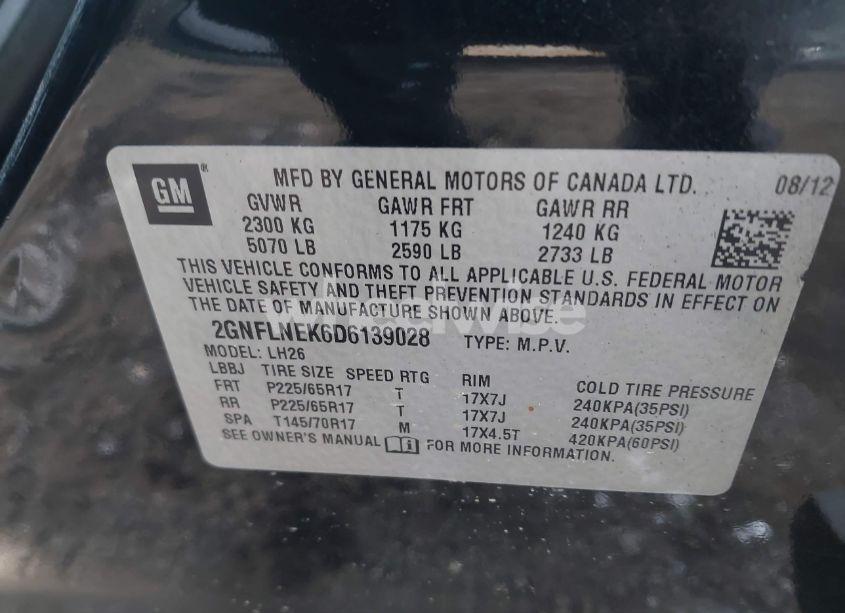 GM®
MFD BY GENERAL MOTORS OF CANADA LTD. 08/12
GVWR GAWR FRT GAWR RR
2300 KG 1175 KG 1240 KG
5070 LB 2590 LB 2733 LB
THIS VEHICLE CONFORMS TO ALL APPLICABLE U.S. FEDERAL MOTOR
VEHICLE SAFETY AND THEFT PREVENTION STANDARDS IN EFFECT ON
THE DATE OF MANUFACTURE SHOWN ABOVE.
2GNFLNEK6D6139028 TYPE: M.P.V.
MODEL: LH26
LBBJ TIRE SIZE SPEED RTG RIM COLD TIRE PRESSURE
FRT P225/65R17 T 17X7J 240KPA(35PSI)
RR P225/65R17 T 17X7J 240KPA(35PSI)
SPA T145/70R17 M 17X4.5T 420KPA(60PSI)
SEE OWNER'S MANUAL FOR MORE INFORMATION.